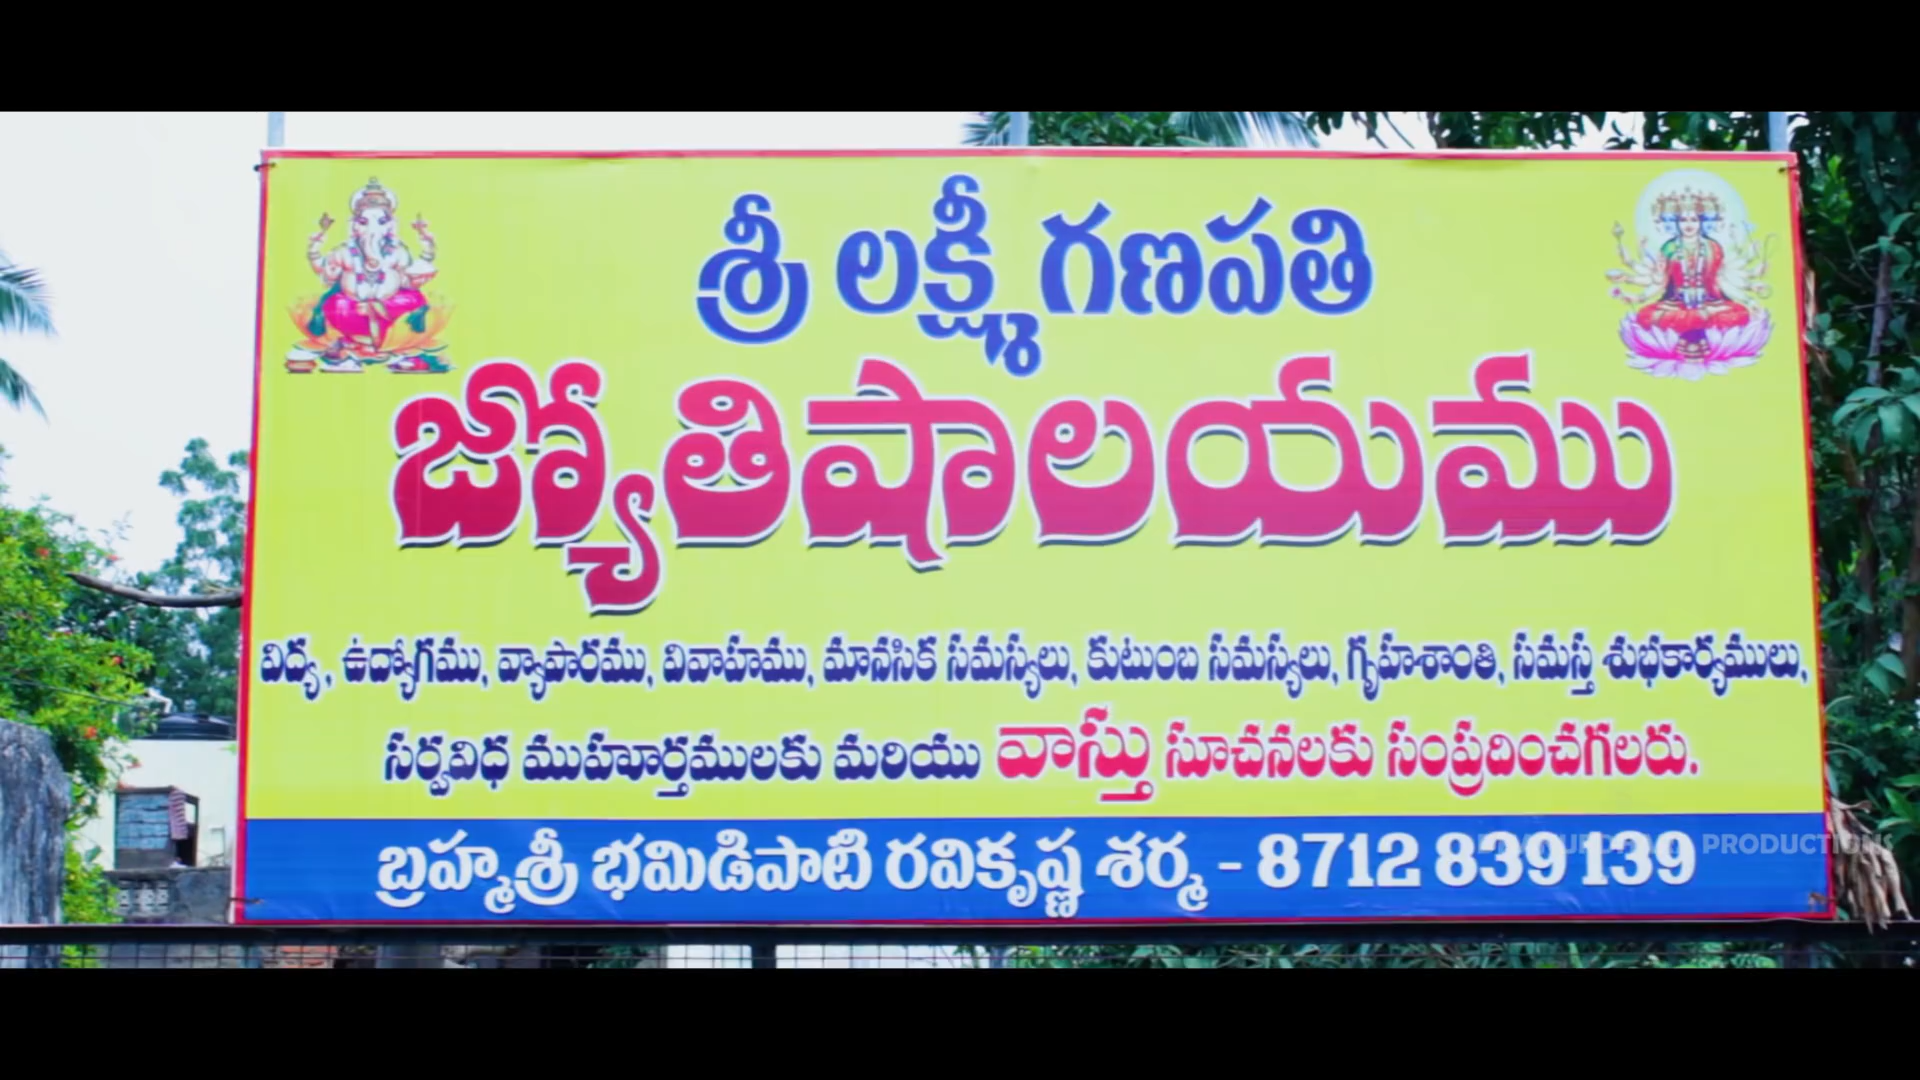 శ్రీ లక్ష్మీగణపతి
జ్యోతిషాలయము
విద్య, ఉద్యోగము, వ్యాపారము, వివాహము, మానసిక సమస్యలు, కుటుంబ సమస్యలు, గృహశాంతి, సమస్త శుభకార్యములు,
సర్వవిధ ముహూర్తములకు మరియు వాస్తు సూచనలకు సంప్రదించగలరు.
బ్రహ్మశ్రీ భమిడిపాటి రవికృష్ణ శర్మ - 8712 839 139
PRODUCTIONS